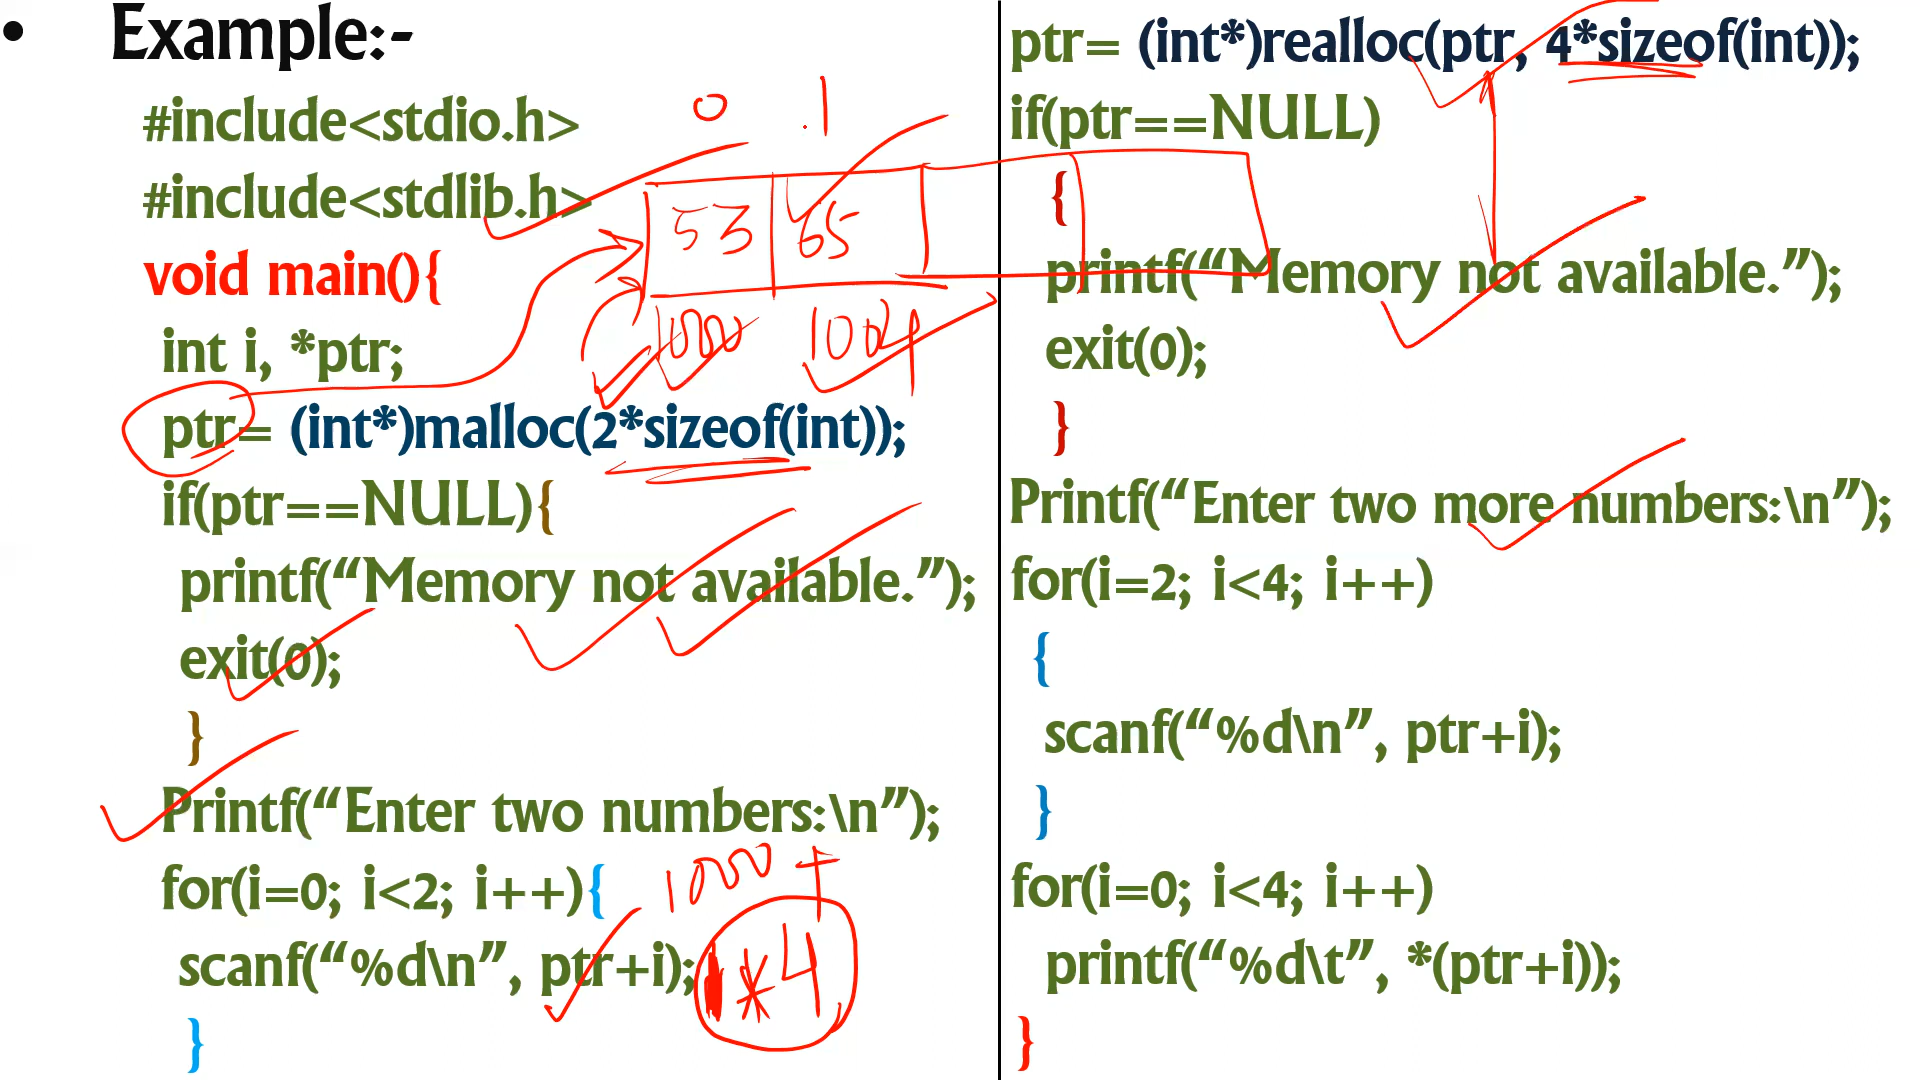 • Example:-
#include<stdio.h>
#include<stdlib.h>
void main(){
int i, *ptr;
ptr= (int*)malloc(2*sizeof(int));
if(ptr==NULL){
printf(“Memory not available.”);
exit(0);
}
Printf(“Enter two numbers:\n”);
for(i=0; i<2; i++){
scanf(“%d\n”, ptr+i);
}
0 1
53 65
1000 1004
1000 +
1*4
ptr= (int*)realloc(ptr, 4*sizeof(int));
if(ptr==NULL)
{
printf(“Memory not available.”);
exit(0);
}
Printf(“Enter two more numbers:\n”);
for(i=2; i<4; i++)
{
scanf(“%d\n”, ptr+i);
}
for(i=0; i<4; i++)
printf(“%d\t”, *(ptr+i));
}